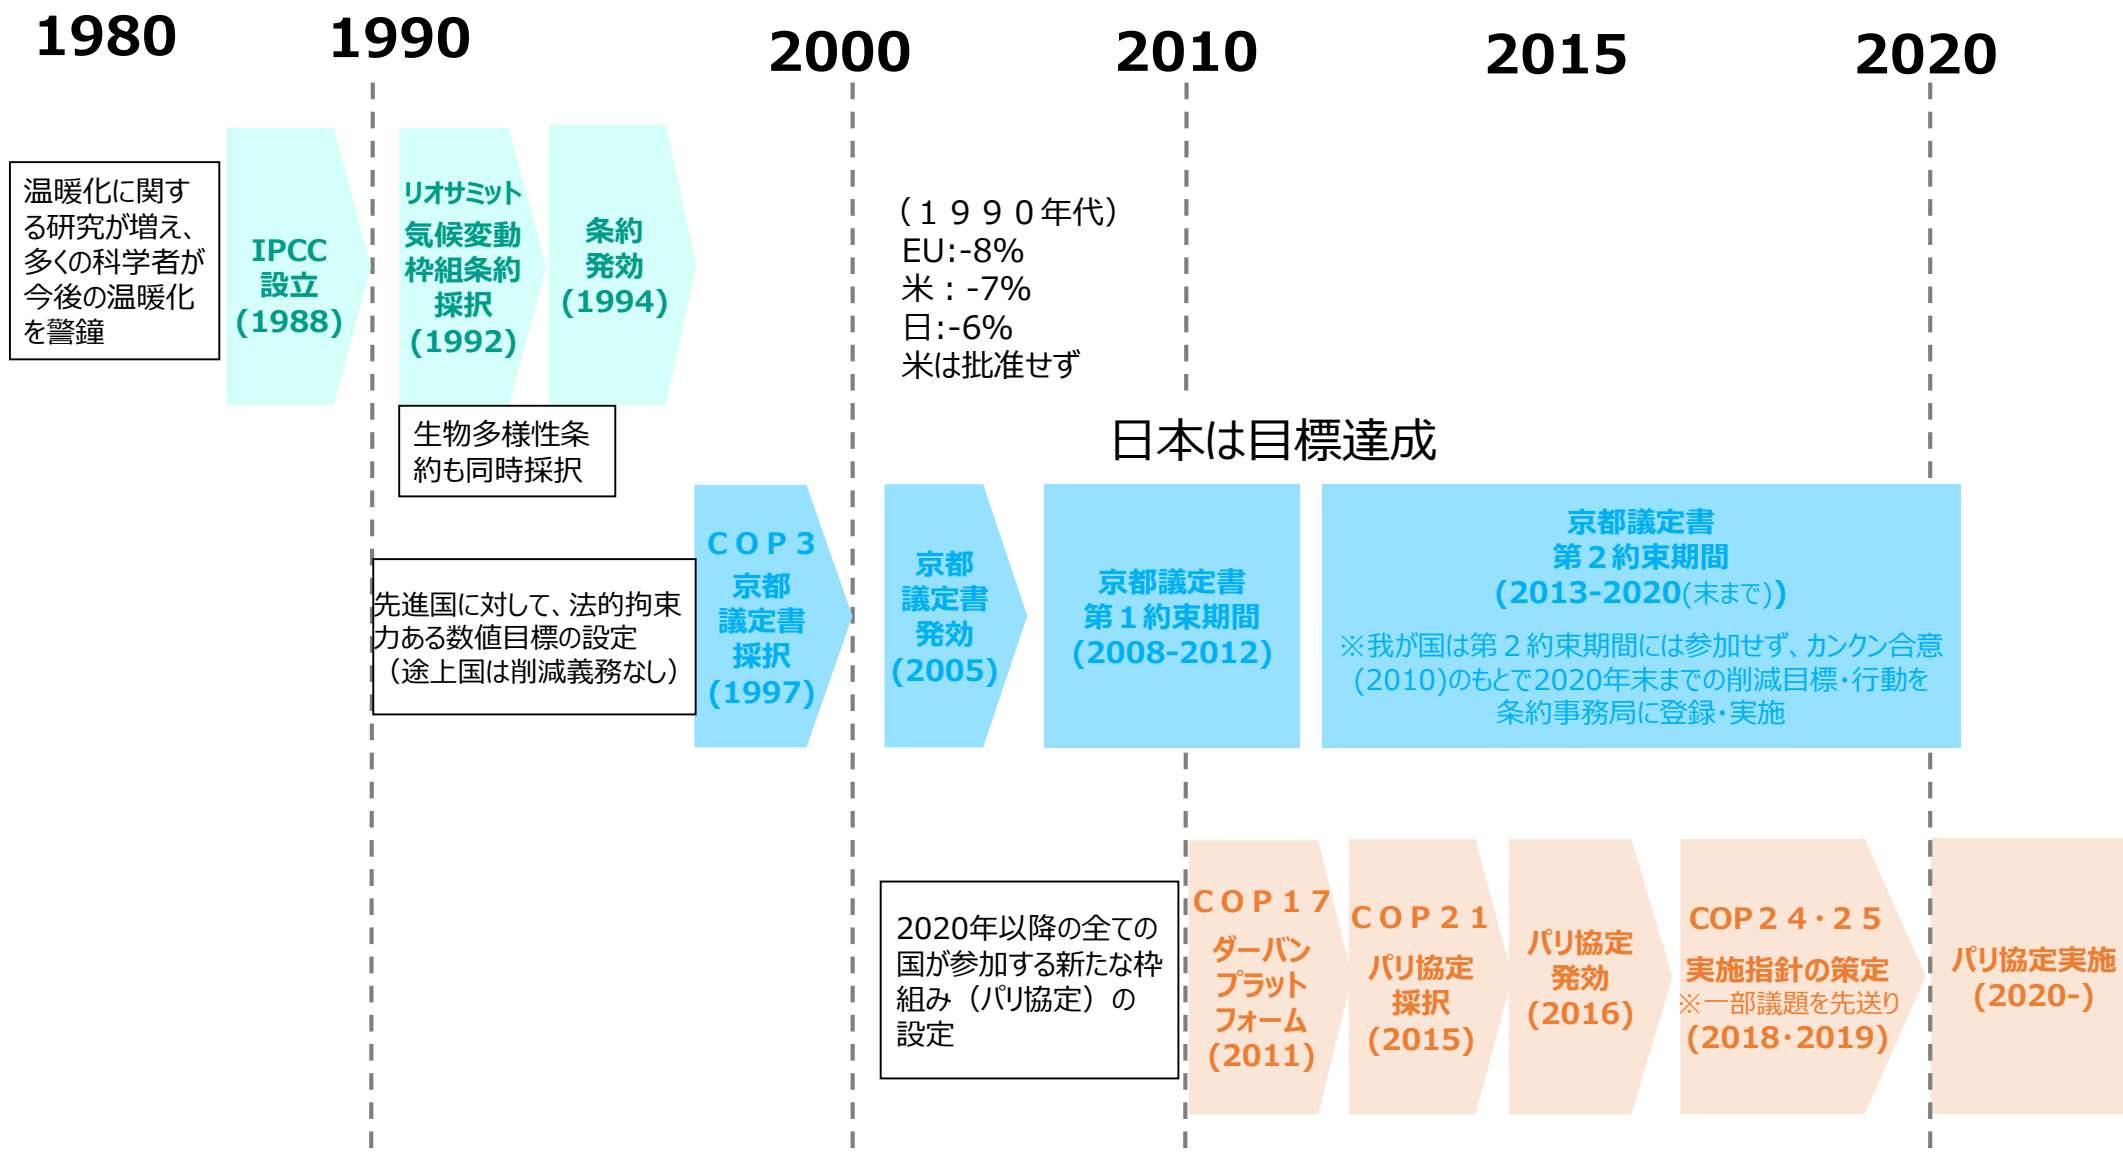 1980
1990
2000
2010
2015
2020
温暖化に関す
る研究が増え、
多くの科学者が
今後の温暖化
を警鐘
IPCC
設立
(1988)
リオサミット
気候変動
枠組条約
採択
(1992)
条約
発効
(1994)
（１９９０年代）
EU:-8%
米：-7%
日:-6%
米は批准せず
生物多様性条
約も同時採択
日本は目標達成
先進国に対して、法的拘束
力ある数値目標の設定
（途上国は削減義務なし）
ＣＯＰ３
京都
議定書
採択
(1997)
京都
議定書
発効
(2005)
京都議定書
第１約束期間
(2008-2012)
京都議定書
第２約束期間
(2013-2020(末まで))
※我が国は第２約束期間には参加せず、カンクン合意
(2010)のもとで2020年末までの削減目標・行動を
条約事務局に登録・実施
2020年以降の全ての
国が参加する新たな枠
組み（パリ協定）の
設定
ＣＯＰ１７
ダーバン
プラット
フォーム
(2011)
ＣＯＰ２１
パリ協定
採択
(2015)
パリ協定
発効
(2016)
COP２４・２５
実施指針の策定
※一部議題を先送り
(2018・2019)
パリ協定実施
(2020-)